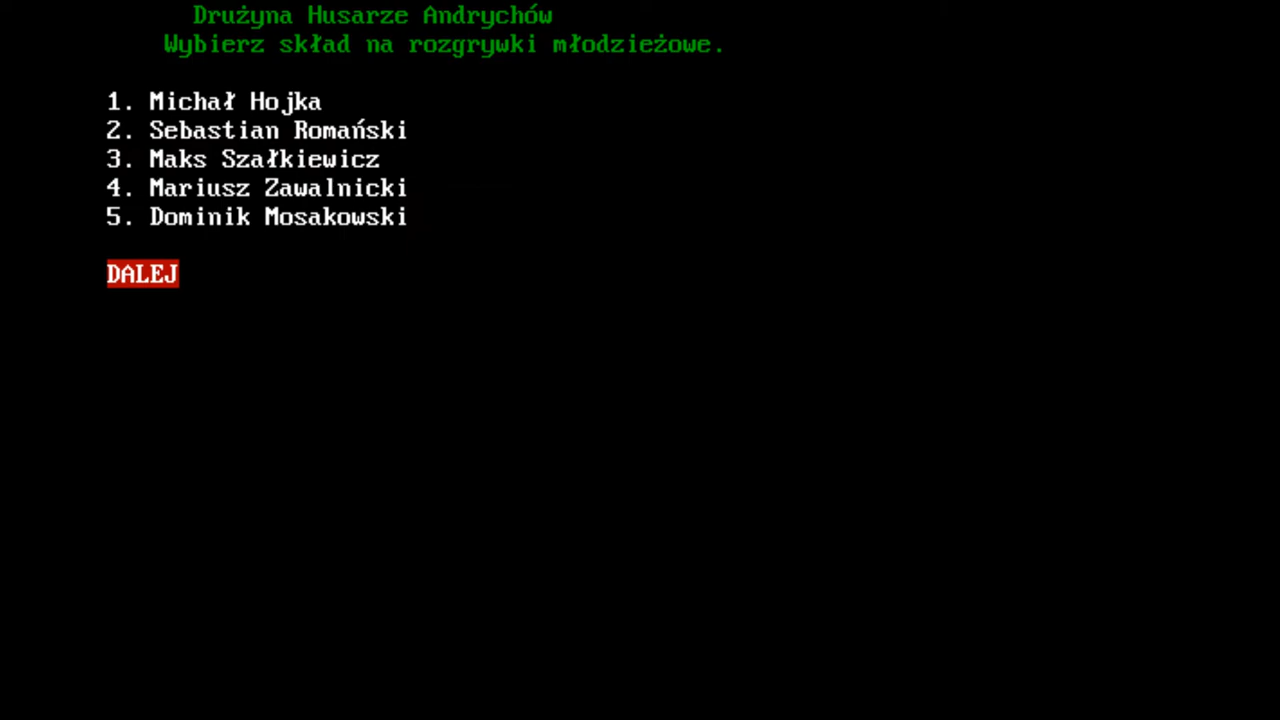 Drużyna Husarze Andrychów
Wybierz skład na rozgrywki młodzieżowe.
1. Michał Hojka
2. Sebastian Romański
3. Maks Szałkiewicz
4. Mariusz Zawalnicki
5. Dominik Mosakowski
DALEJ